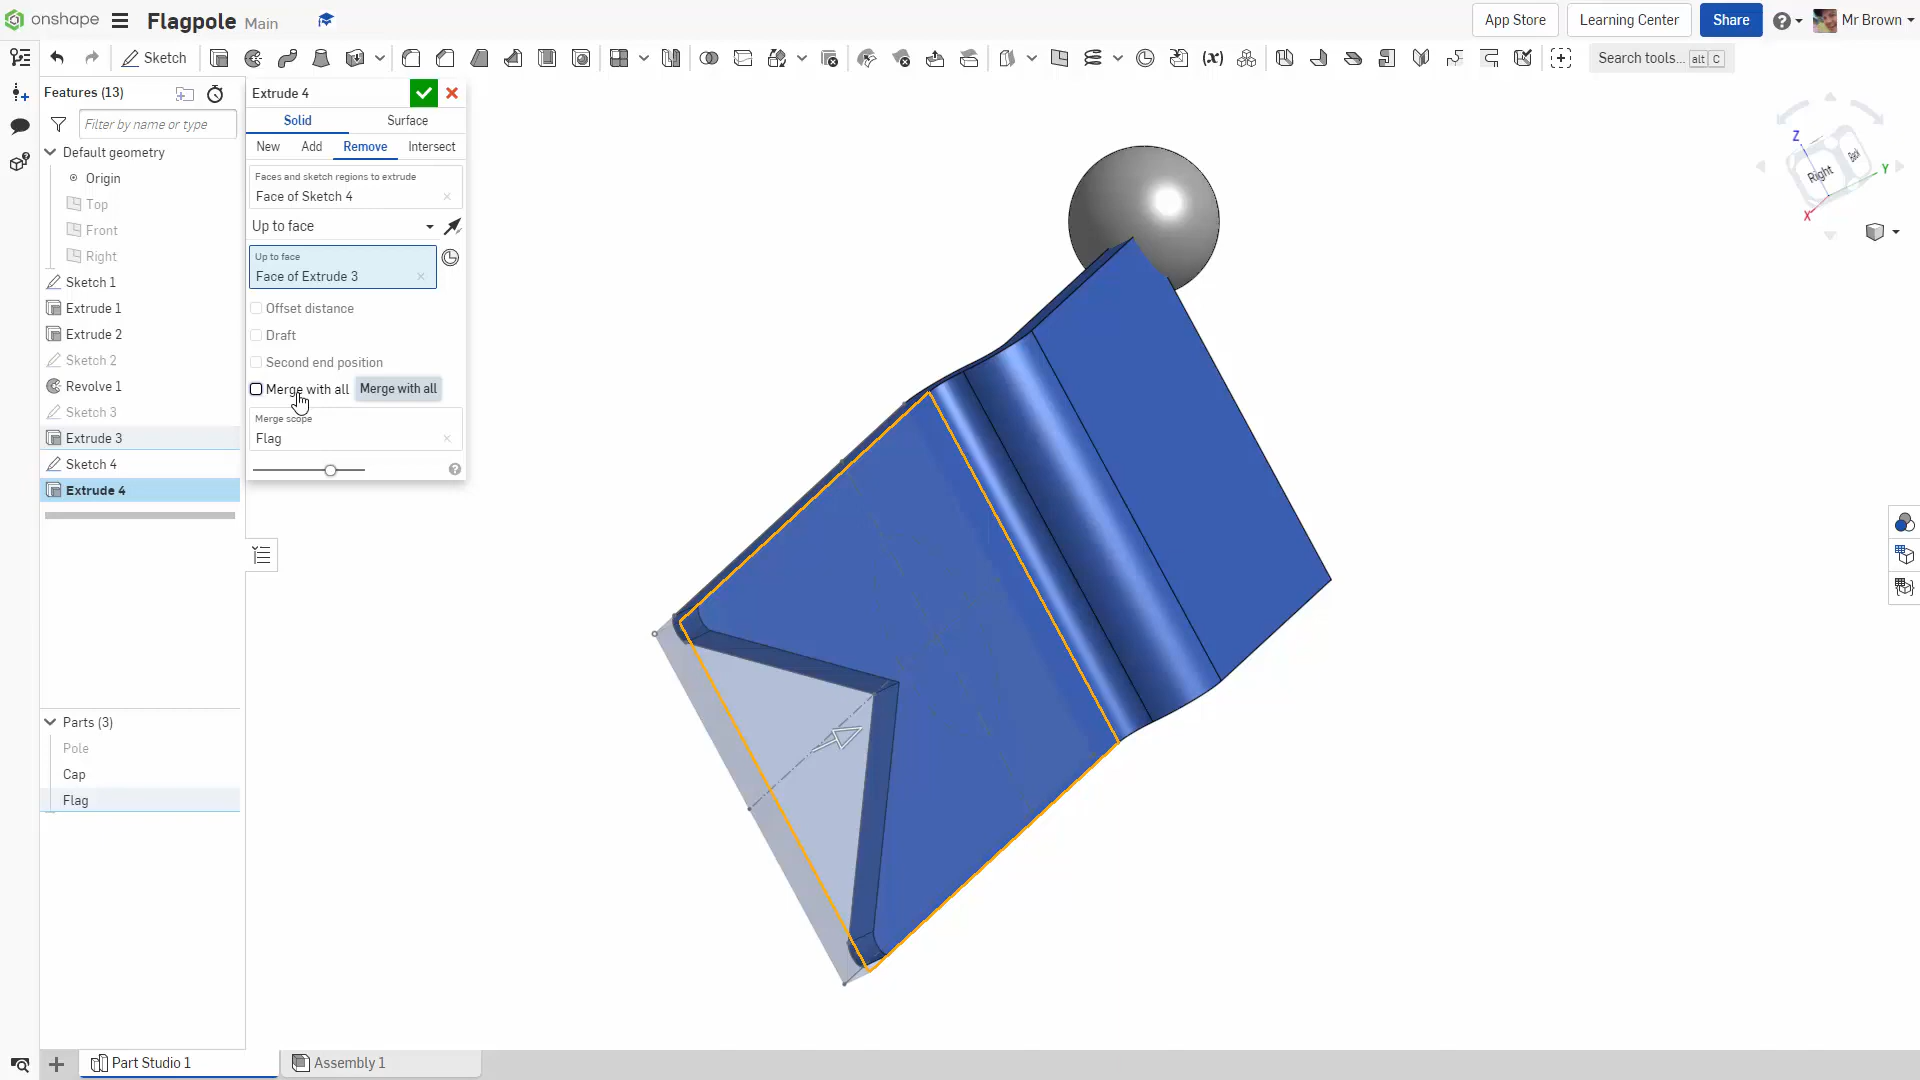 onshape
Flagpole Main
App Store
Learning Center
Share
Mr Brown
Sketch
Search tools... alt C
Features (13)
Filter by name or type
Default geometry
Origin
Top
Front
Right
Sketch 1
Extrude 1
Extrude 2
Sketch 2
Revolve 1
Sketch 3
Extrude 3
Sketch 4
Extrude 4
Parts (3)
Pole
Cap
Flag
Extrude 4
Solid
Surface
New
Add
Remove
Intersect
Faces and sketch regions to extrude
Face of Sketch 4
Up to face
Up to face
Face of Extrude 3
Offset distance
Draft
Second end position
Merge with all
Merge with all
Merge scope
Flag
Z
Back
Right
Y
X
Part Studio 1
Assembly 1